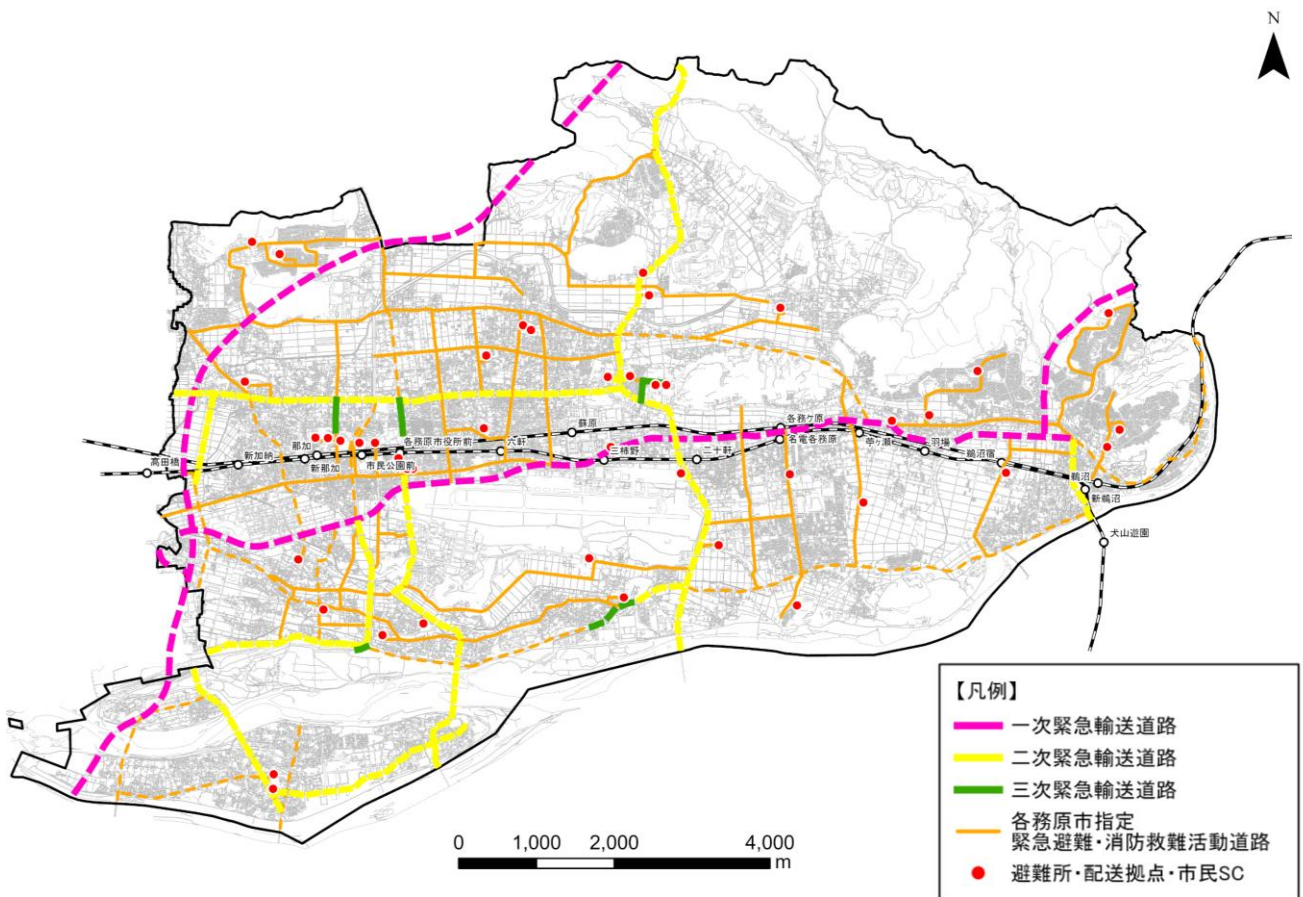 N
蘇原
各務ケ原
各務原市役所前
六軒
那加
苧ヶ瀬
羽場
名電各務原
三柿野
二十軒
新加納
新那加
市民公園前
高田橋
鵜沼宿
鵜沼
新鵜沼
犬山遊園
【凡例】
一次緊急輸送道路
二次緊急輸送道路
三次緊急輸送道路
各務原市指定
緊急避難・消防救難活動道路
避難所・配送拠点・市民SC
0 1,000 2,000 4,000
m